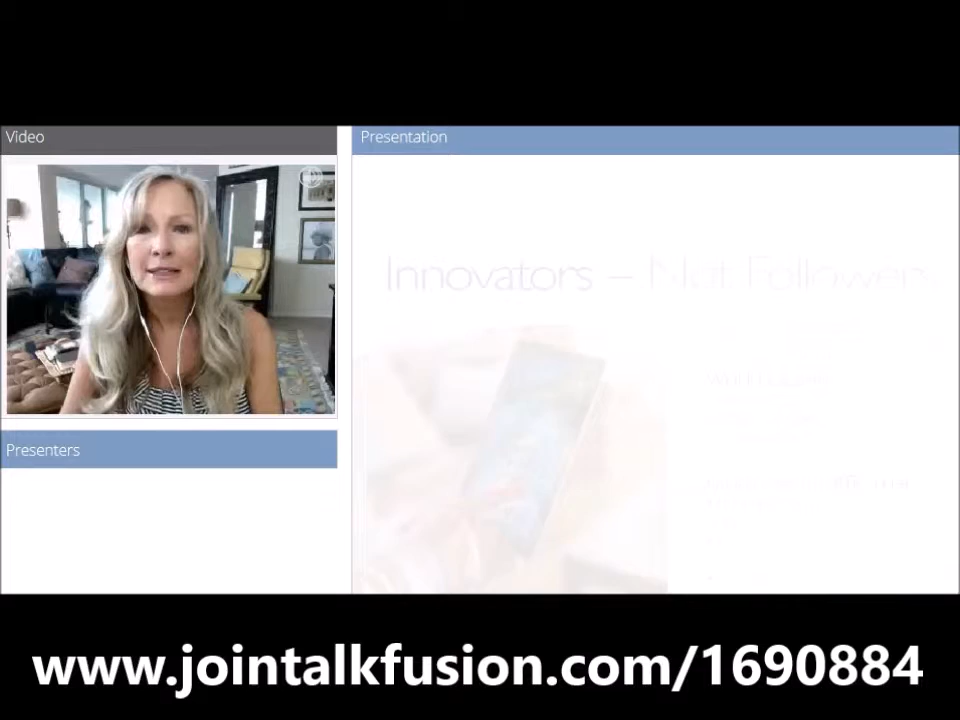 Video
Presentation
Innovators – Not Followers
Presenters
www.jointalkfusion.com/1690884